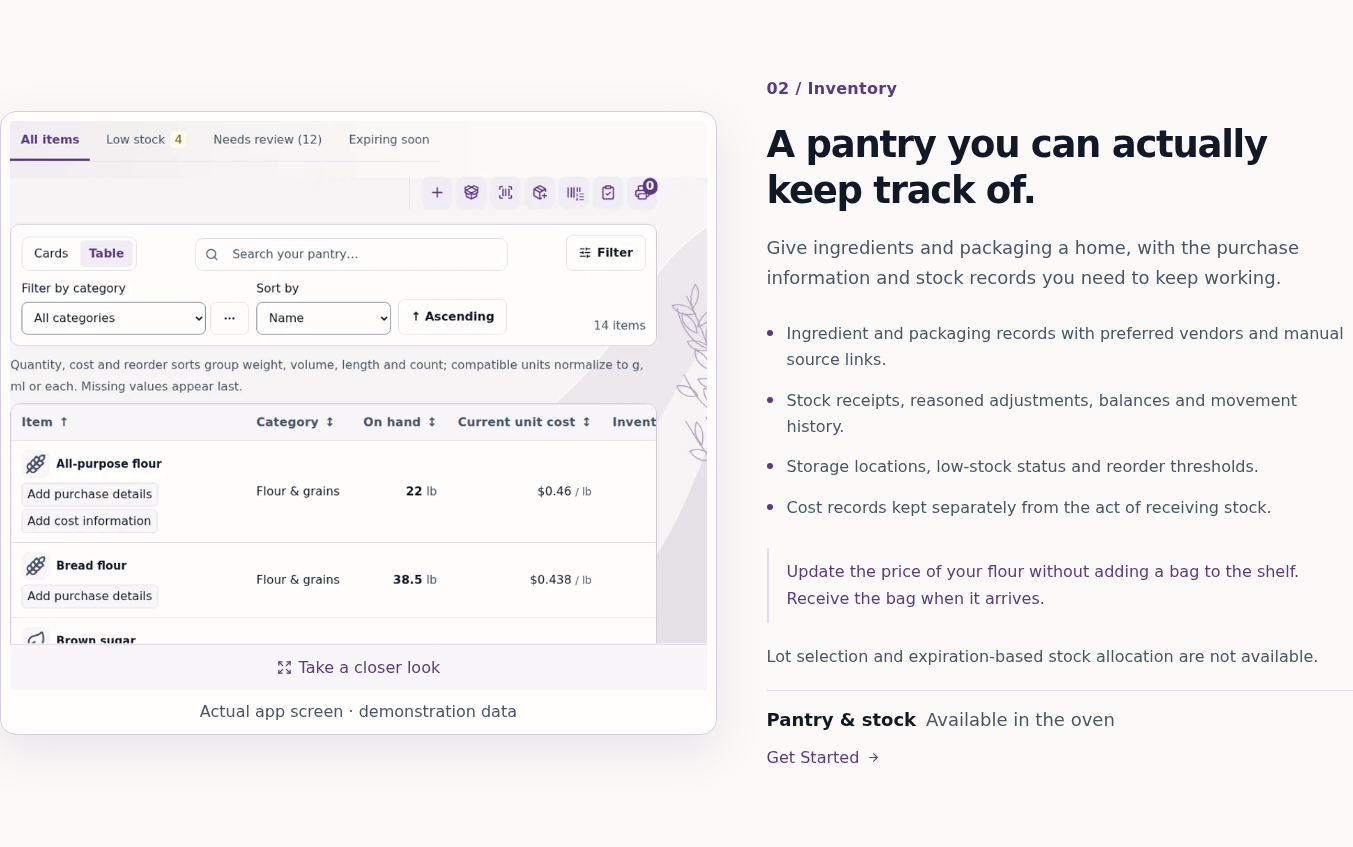 All items
Low stock 4
Needs review (12)
Expiring soon
0
Cards
Table
Search your pantry...
Filter
Filter by category
Sort by
All categories
...
Name
↑ Ascending
14 items
Quantity, cost and reorder sorts group weight, volume, length and count; compatible units normalize to g,
ml or each. Missing values appear last.
Item ↑
Category ↕
On hand ↕
Current unit cost ↕
Invent
All-purpose flour
Add purchase details
Add cost information
Flour & grains
22 lb
$0.46 / lb
Bread flour
Add purchase details
Flour & grains
38.5 lb
$0.438 / lb
Brown sugar
Take a closer look
Actual app screen · demonstration data
02 / Inventory
A pantry you can actually
keep track of.
Give ingredients and packaging a home, with the purchase
information and stock records you need to keep working.
Ingredient and packaging records with preferred vendors and manual
source links.
Stock receipts, reasoned adjustments, balances and movement
history.
Storage locations, low-stock status and reorder thresholds.
Cost records kept separately from the act of receiving stock.
Update the price of your flour without adding a bag to the shelf.
Receive the bag when it arrives.
Lot selection and expiration-based stock allocation are not available.
Pantry & stock Available in the oven
Get Started →